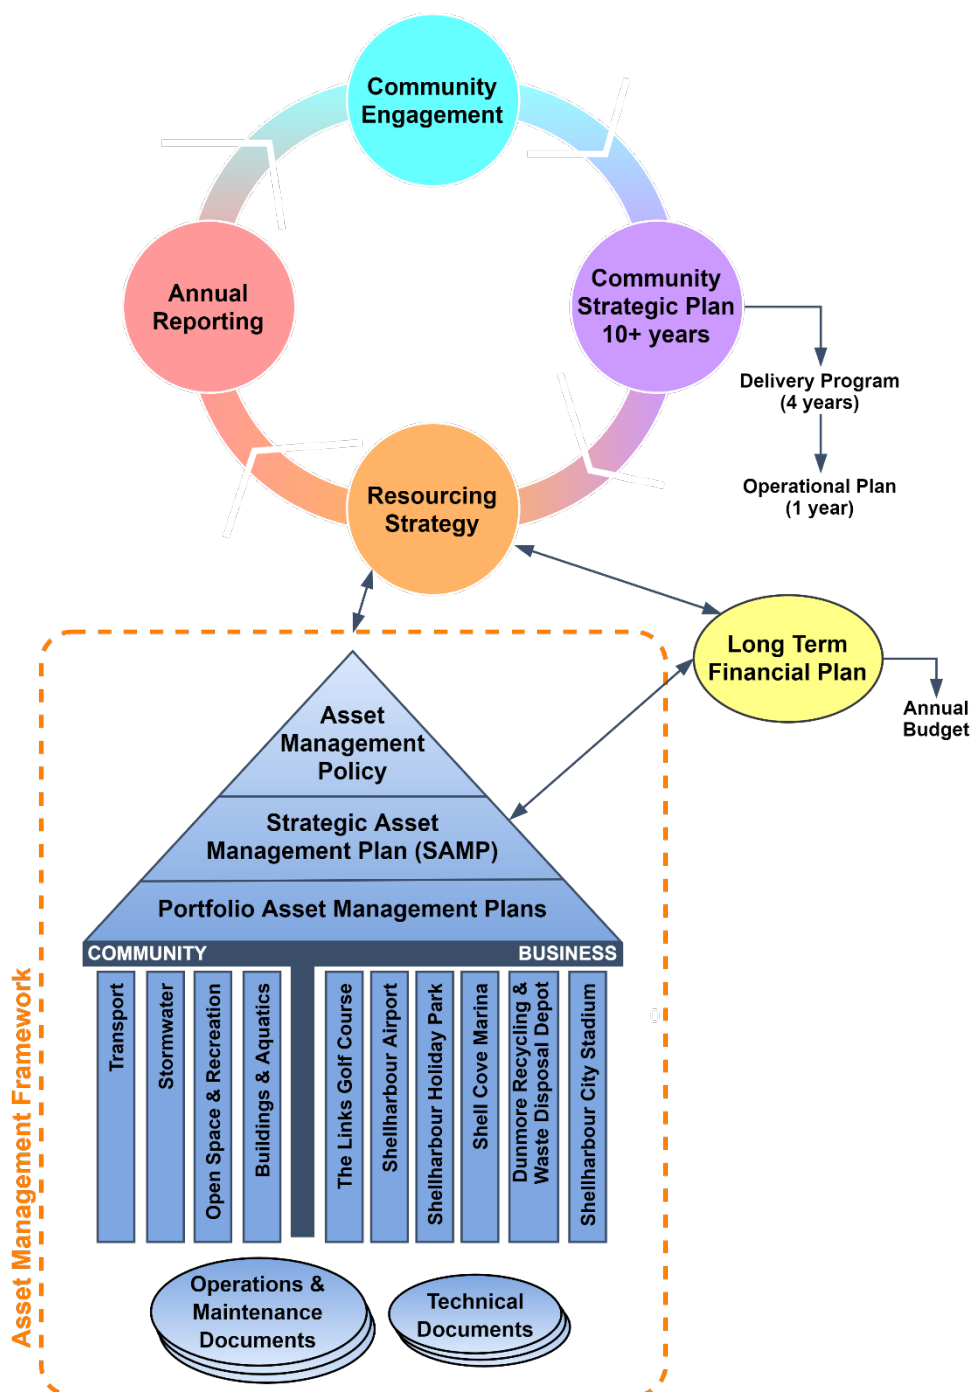 Community
Engagement
Annual
Reporting
Community
Strategic Plan
10+ years
Delivery Program
(4 years)
Operational Plan
(1 year)
Resourcing
Strategy
Long Term
Financial Plan
Annual
Budget
Asset Management Framework
Asset
Management
Policy
Strategic Asset
Management Plan (SAMP)
Portfolio Asset Management Plans
COMMUNITY
BUSINESS
Transport
Stormwater
Open Space & Recreation
Buildings & Aquatics
The Links Golf Course
Shellharbour Airport
Shellharbour Holiday Park
Shell Cove Marina
Dunmore Recycling &
Waste Disposal Depot
Shellharbour City Stadium
0
Operations &
Maintenance
Documents
Technical
Documents